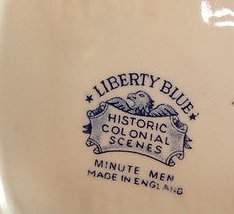 ★ LIBERTY BLUE ★
HISTORIC
COLONIAL
SCENES
MINUTE MEN
MADE IN ENGLAND